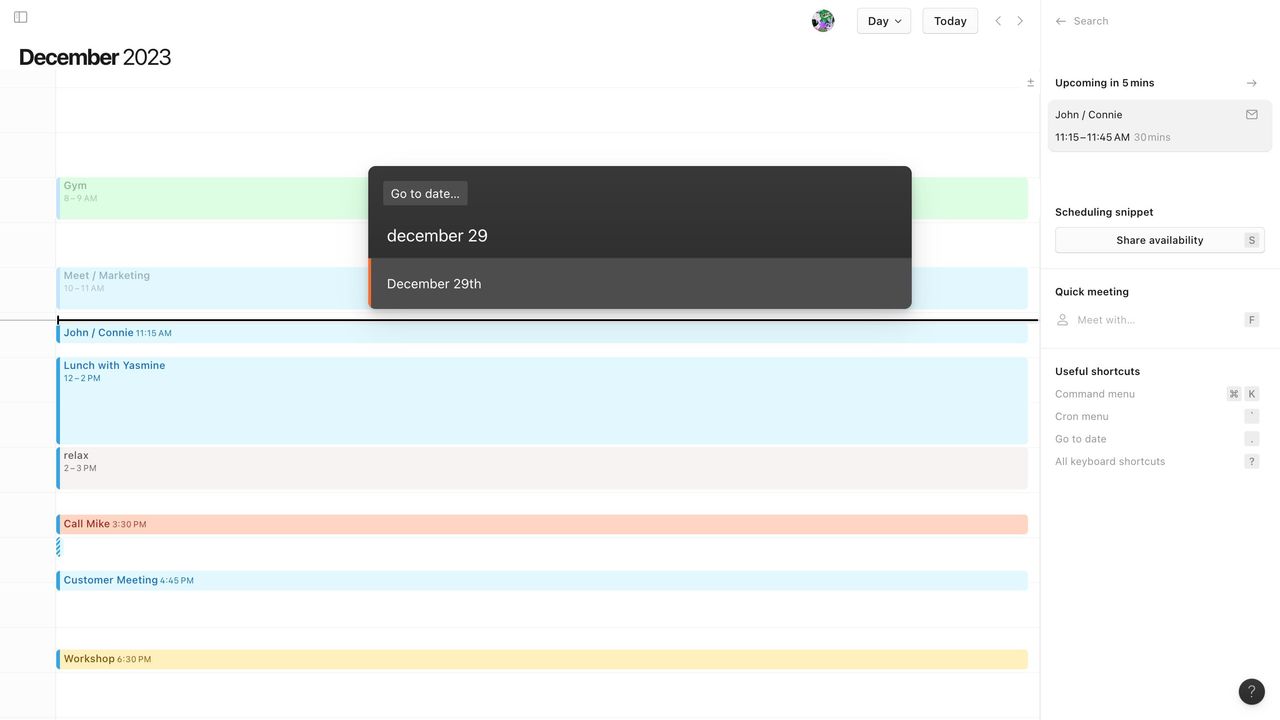 Day
Today
Search
December 2023
Upcoming in 5 mins
John / Connie
11:15–11:45 AM 30mins
Gym
8–9 AM
Go to date...
december 29
December 29th
Scheduling snippet
Share availability S
Meet / Marketing
10–11 AM
Quick meeting
Meet with... F
John / Connie 11:15 AM
Lunch with Yasmine
12–2 PM
Useful shortcuts
Command menu ⌘ K
Cron menu `
Go to date .
All keyboard shortcuts ?
relax
2–3 PM
Call Mike 3:30 PM
Customer Meeting 4:45 PM
Workshop 6:30 PM
?